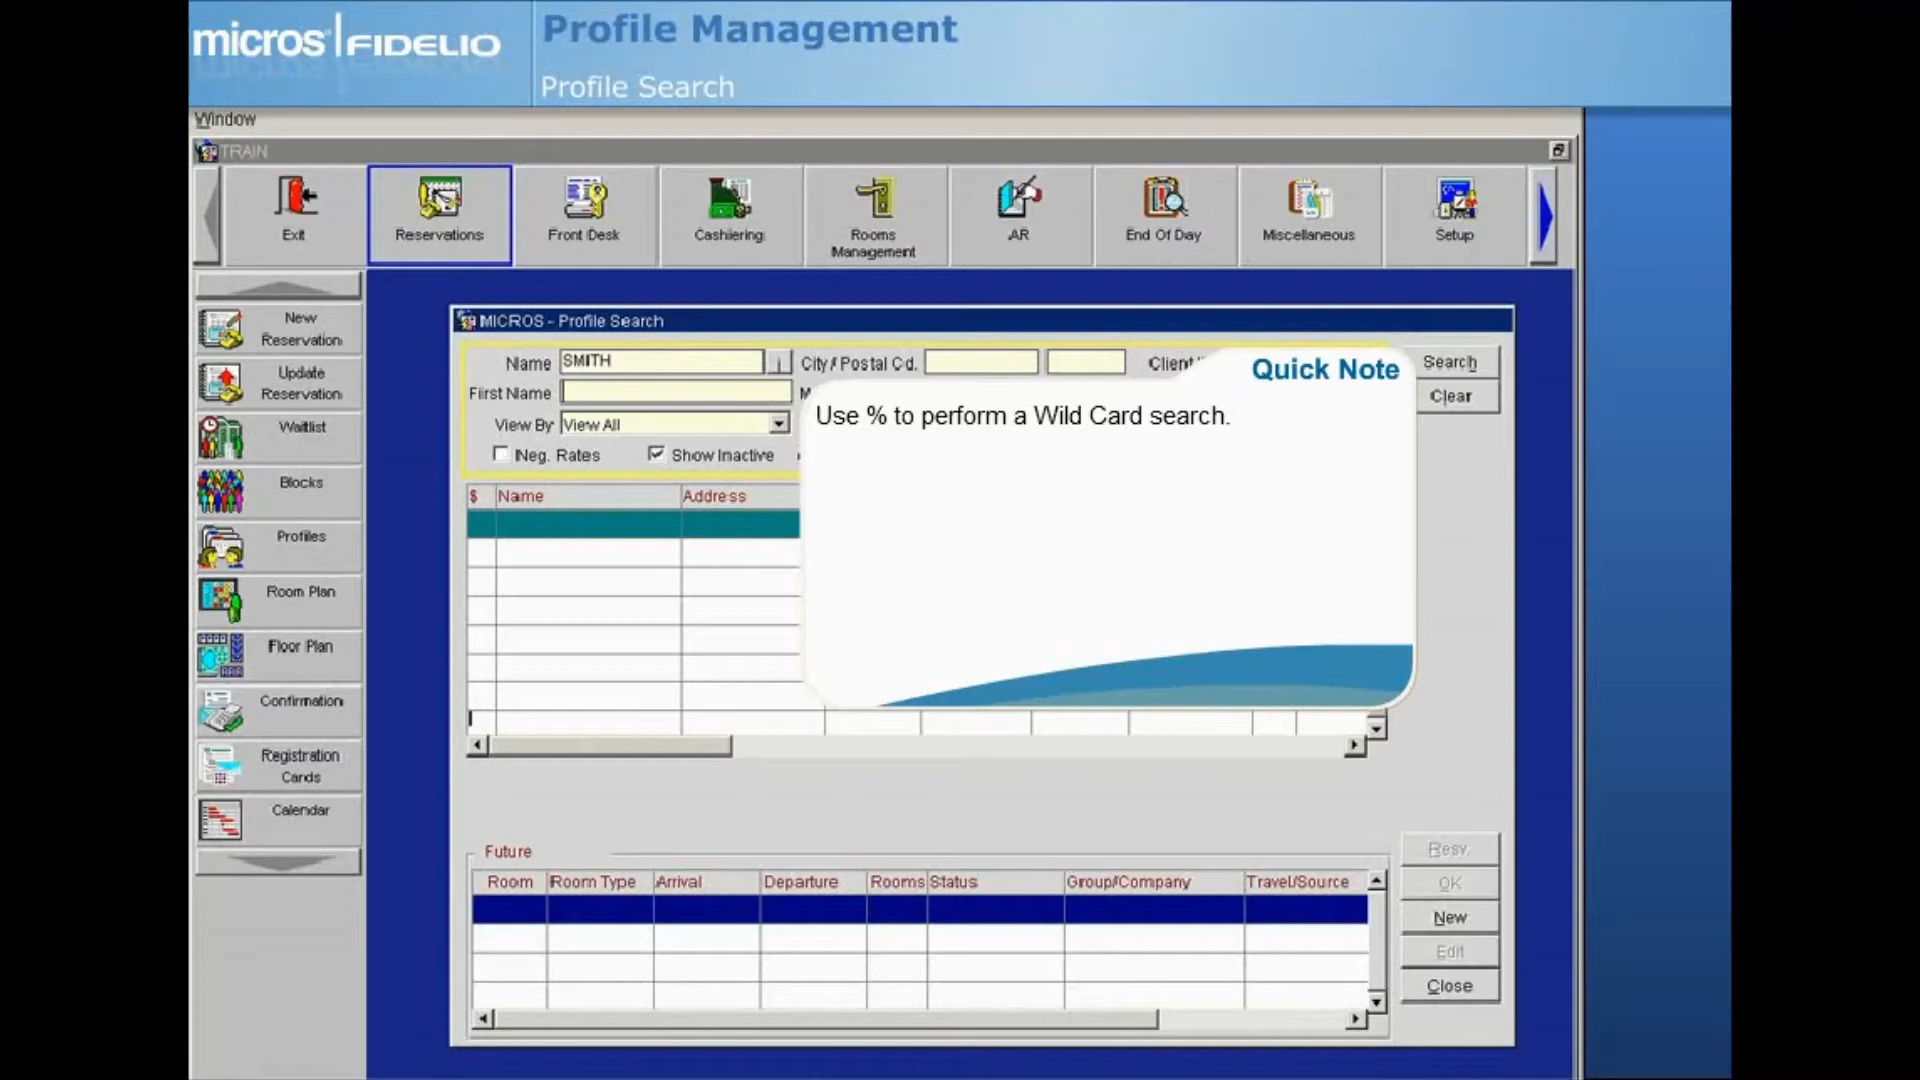 micros FIDELIO
Profile Management
Profile Search
Window
TRAIN
Exit
Reservations
Front Desk
Cashiering
Rooms
Management
AR
End Of Day
Miscellaneous
Setup
New
Reservation
Update
Reservation
Waitlist
Blocks
Profiles
Room Plan
Floor Plan
Confirmation
Registration
Cards
Calendar
MICROS - Profile Search
Name SMITH City / Postal Cd. Client
First Name
View By View All
Neg. Rates Show Inactive
Search
Clear
Quick Note
Use % to perform a Wild Card search.
$ Name Address
Future
Room Room Type Arrival Departure Rooms Status Group/Company Travel/Source
Resv.
OK
New
Edit
Close